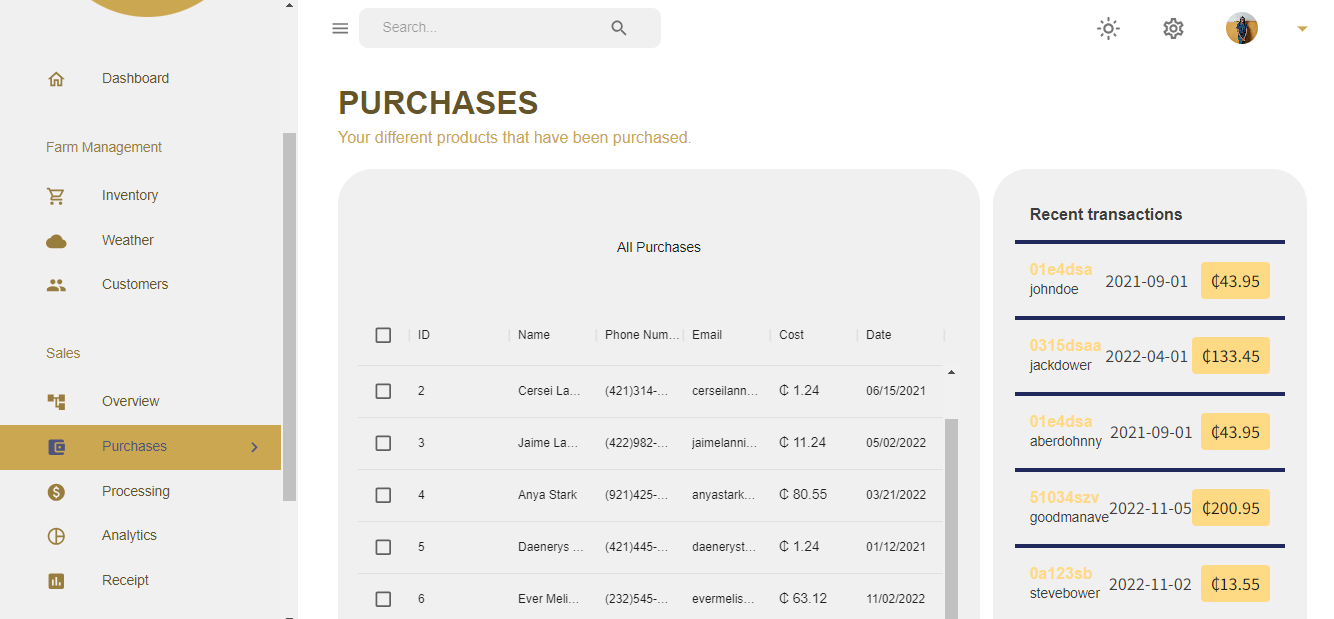 Search...
Dashboard
Farm Management
Inventory
Weather
Customers
Sales
Overview
Purchases
Processing
Analytics
Receipt
PURCHASES
Your different products that have been purchased.
All Purchases
ID Name Phone Num... Email Cost Date
2 Cersei La... (421)314-... cerseilann... ₵ 1.24 06/15/2021
3 Jaime La... (422)982-... jaimelanni... ₵ 11.24 05/02/2022
4 Anya Stark (921)425-... anyastark... ₵ 80.55 03/21/2022
5 Daenerys ... (421)445-... daeneryst... ₵ 1.24 01/12/2021
6 Ever Meli... (232)545-... evermelis... ₵ 63.12 11/02/2022
Recent transactions
01e4dsa
johndoe 2021-09-01 ₵43.95
0315dsaa
jackdower 2022-04-01 ₵133.45
01e4dsa
aberdohnny 2021-09-01 ₵43.95
51034szv
goodmanave 2022-11-05 ₵200.95
0a123sb
stevebower 2022-11-02 ₵13.55